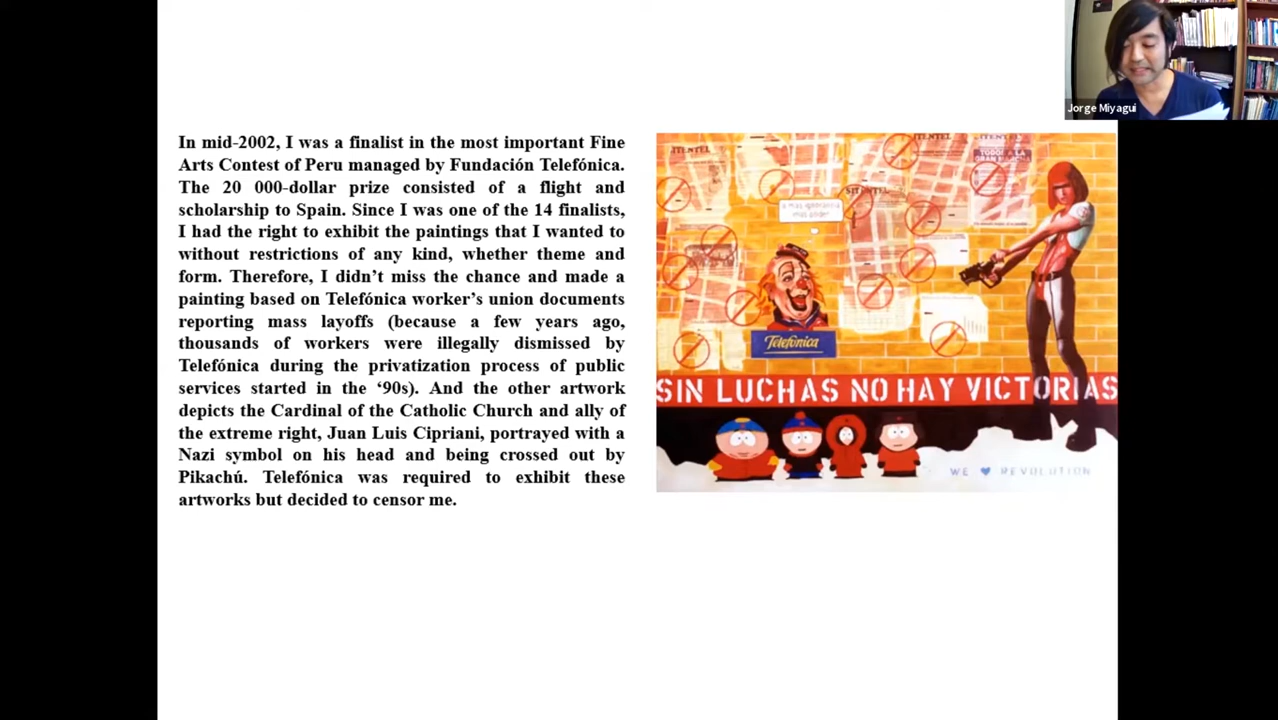 Jorge Miyagui
In mid-2002, I was a finalist in the most important Fine
Arts Contest of Peru managed by Fundación Telefónica.
The 20 000-dollar prize consisted of a flight and
scholarship to Spain. Since I was one of the 14 finalists,
I had the right to exhibit the paintings that I wanted to
without restrictions of any kind, whether theme and
form. Therefore, I didn’t miss the chance and made a
painting based on Telefónica worker’s union documents
reporting mass layoffs (because a few years ago,
thousands of workers were illegally dismissed by
Telefónica during the privatization process of public
services started in the ‘90s). And the other artwork
depicts the Cardinal of the Catholic Church and ally of
the extreme right, Juan Luis Cipriani, portrayed with a
Nazi symbol on his head and being crossed out by
Pikachú. Telefónica was required to exhibit these
artworks but decided to censor me.
SITENTEL
Telefónica
SIN LUCHAS NO HAY VICTORIAS
WE REVOLUTION